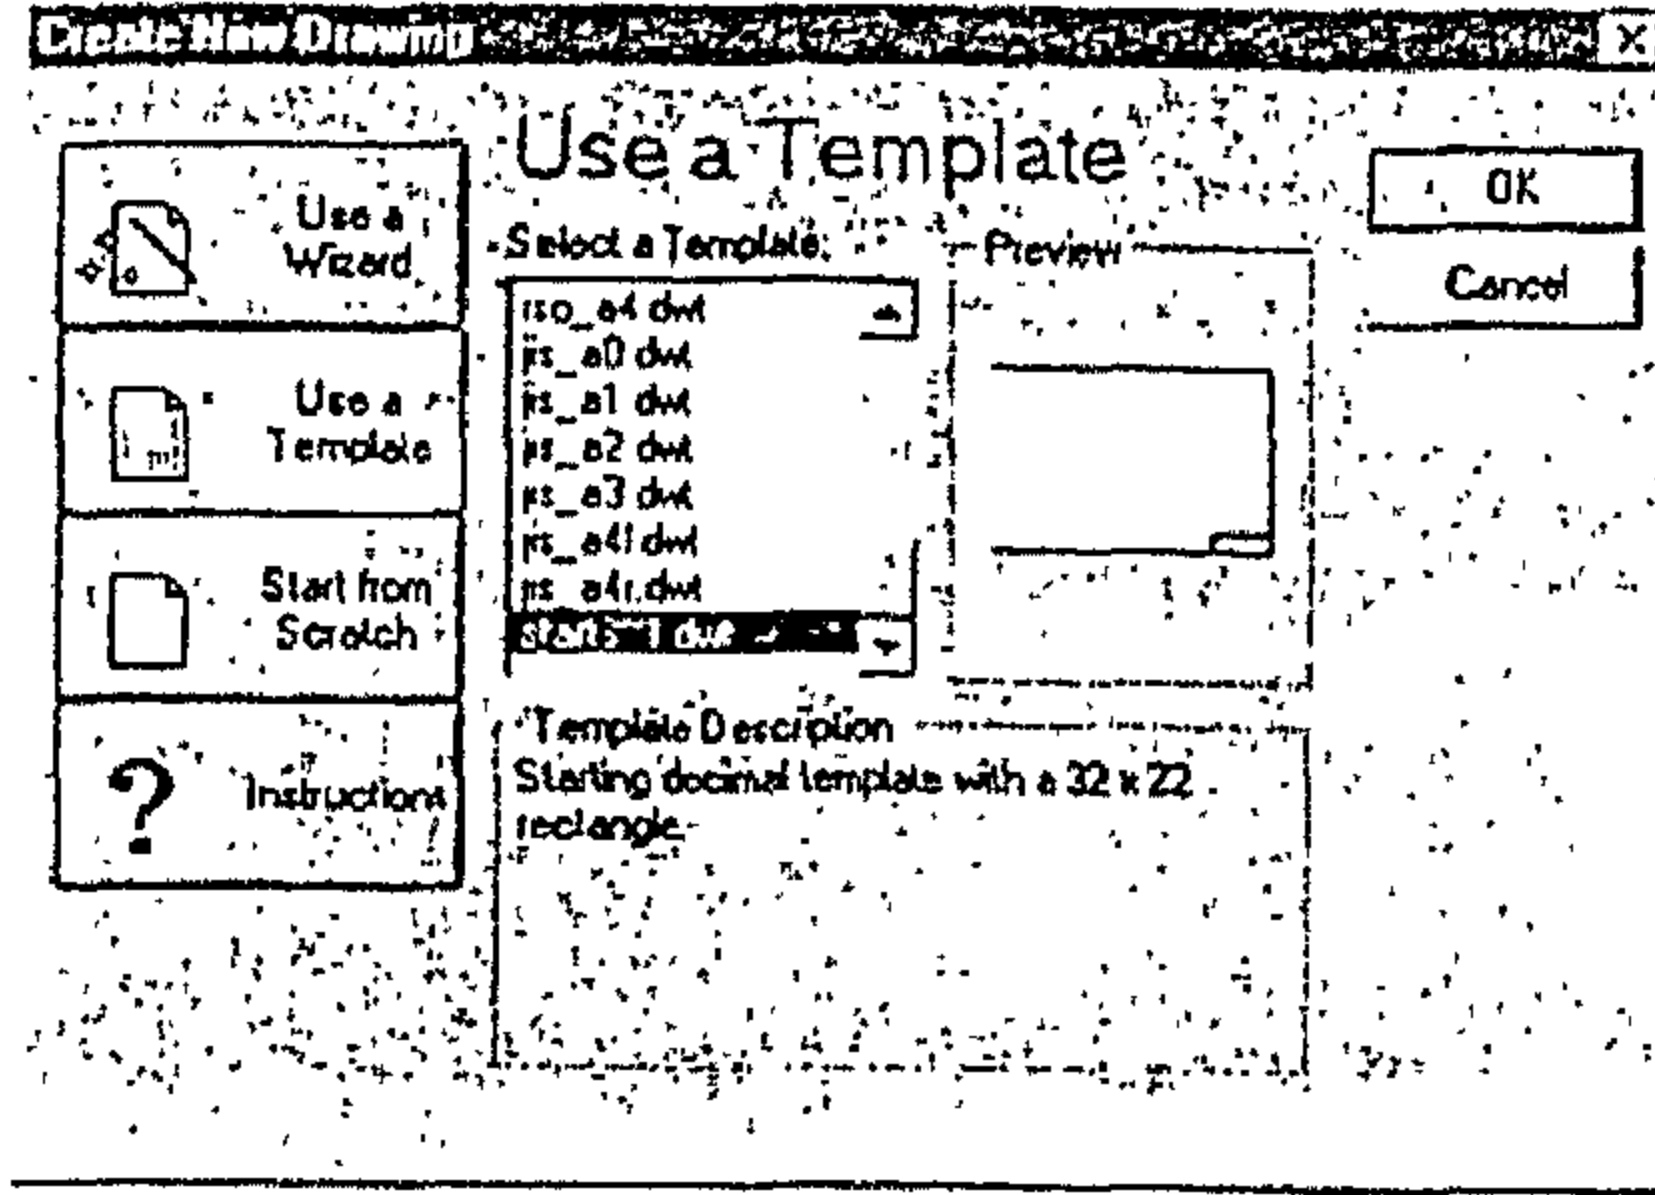 Create New Drawing
Use a Template
Use a
Wizard
Use a
Template
Start from
Scratch
Instructions
Select a Template:
iso_a4.dwt
jis_a0.dwt
jis_a1.dwt
jis_a2.dwt
jis_a3.dwt
jis_a4l.dwt
jis_a4r.dwt
Preview
OK
Cancel
Template Description
Starting decimal template with a 32 x 22
rectangle.